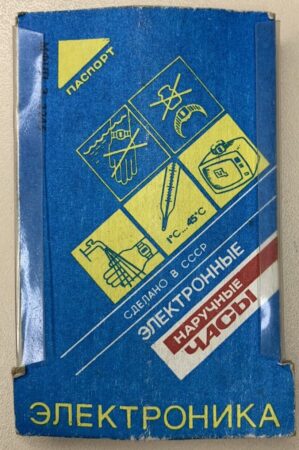 ПАСПОРТ
1°C...45°C
СДЕЛАНО В СССР
ЭЛЕКТРОННЫЕ
НАРУЧНЫЕ
ЧАСЫ
ЭЛЕКТРОНИКА